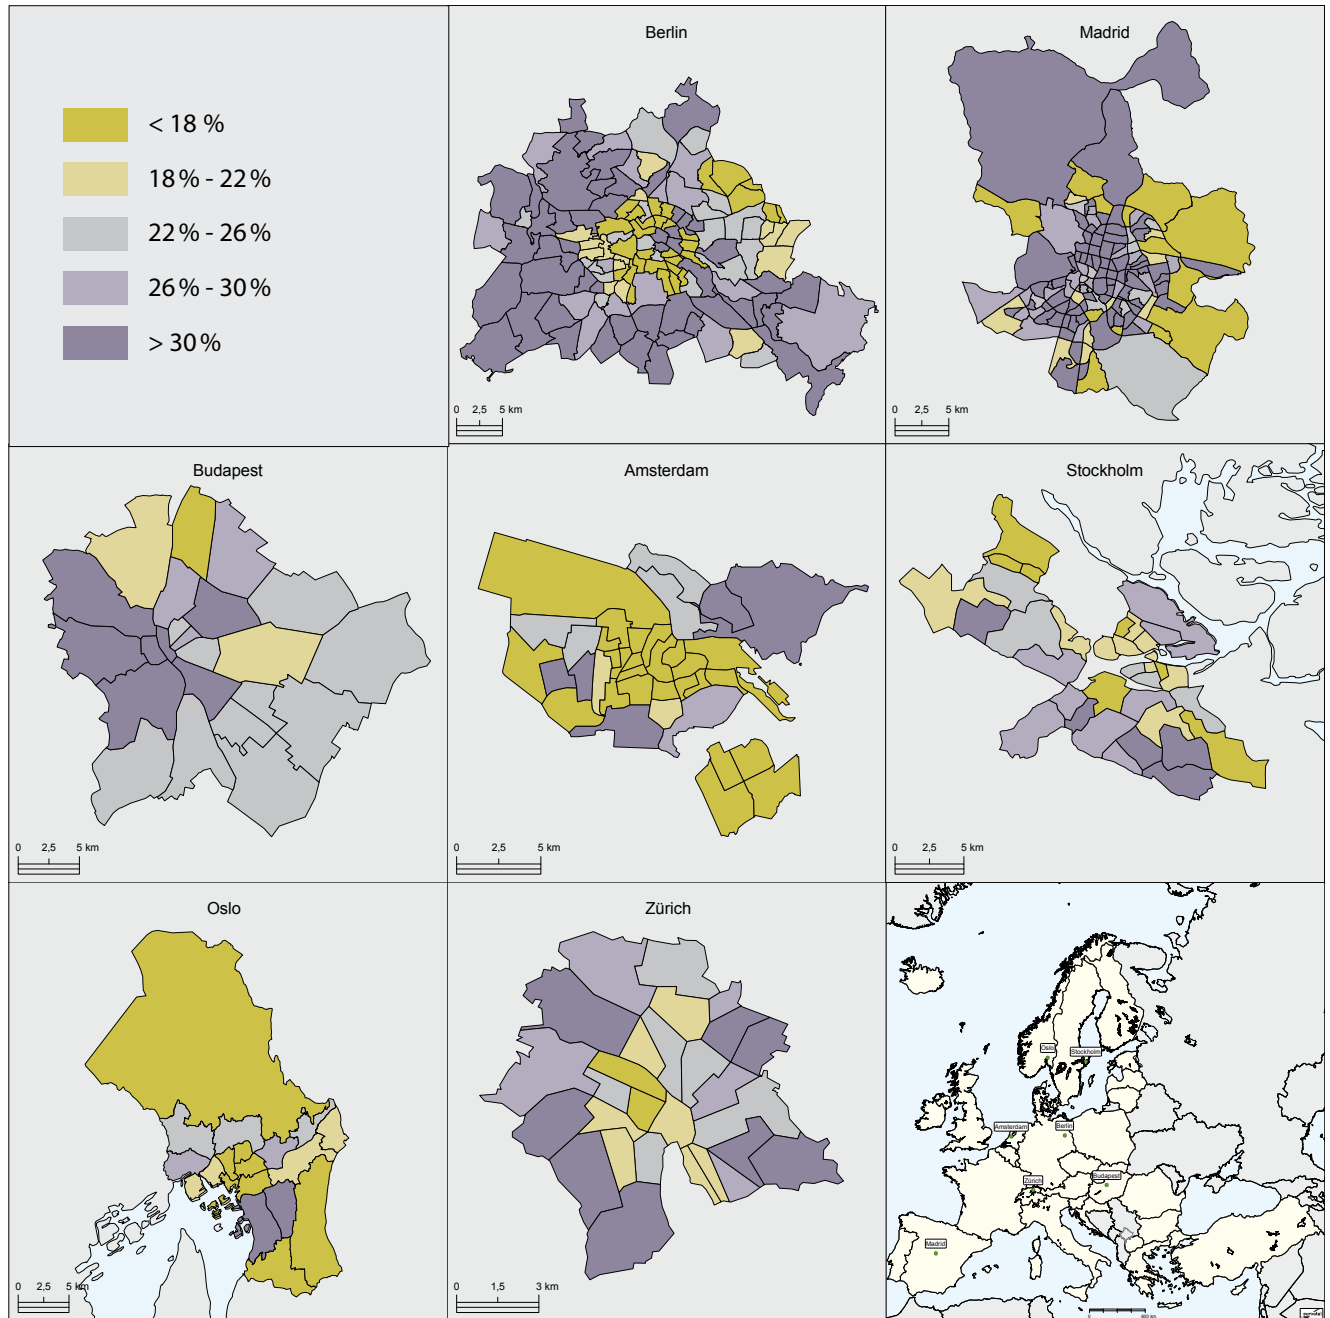 < 18 %
18 % - 22 %
22 % - 26 %
26 % - 30 %
> 30 %
Berlin
0 2,5 5 km
Madrid
0 2,5 5 km
Budapest
0 2,5 5 km
Amsterdam
0 2,5 5 km
Stockholm
0 2,5 5 km
Oslo
0 2,5 5 km
Zürich
0 1,5 3 km
Oslo
Stockholm
Amsterdam
Berlin
Zürich
Budapest
Madrid